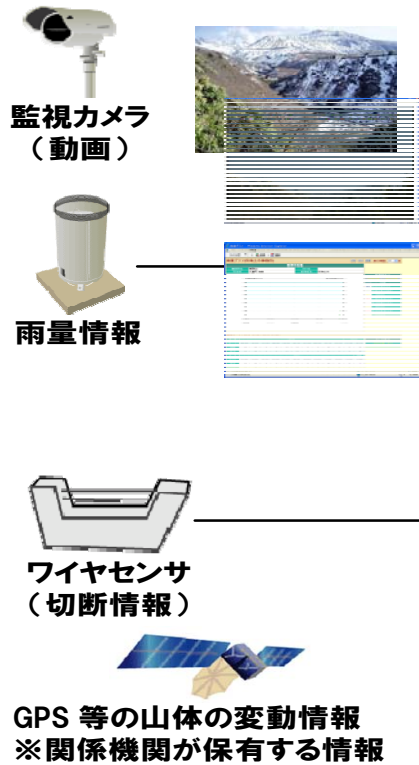 監視カメラ
（動画）
雨量情報
ワイヤセンサ
（切断情報）
GPS 等の山体の変動情報
※関係機関が保有する情報